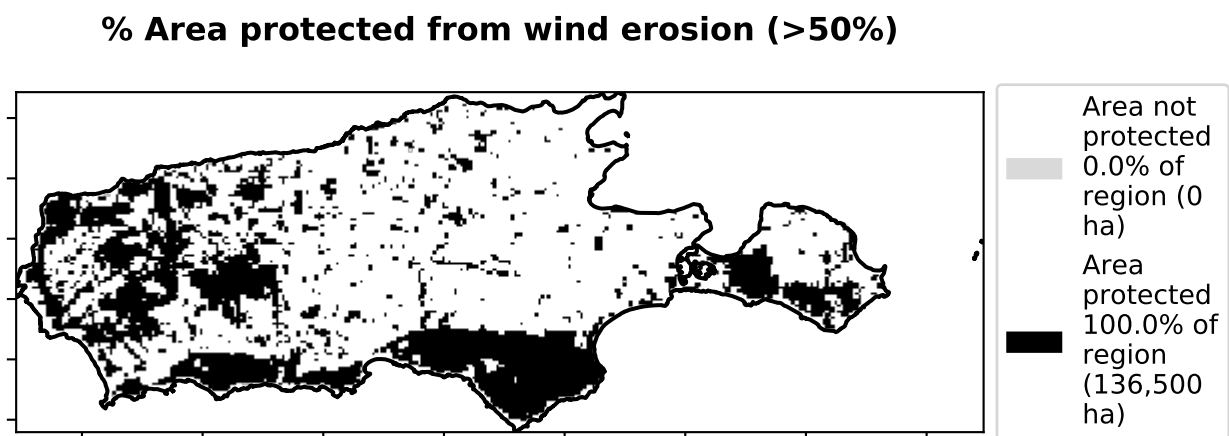 % Area protected from wind erosion (>50%)
Area not
protected
0.0% of
region (0
ha)
Area
protected
100.0% of
region
(136,500
ha)